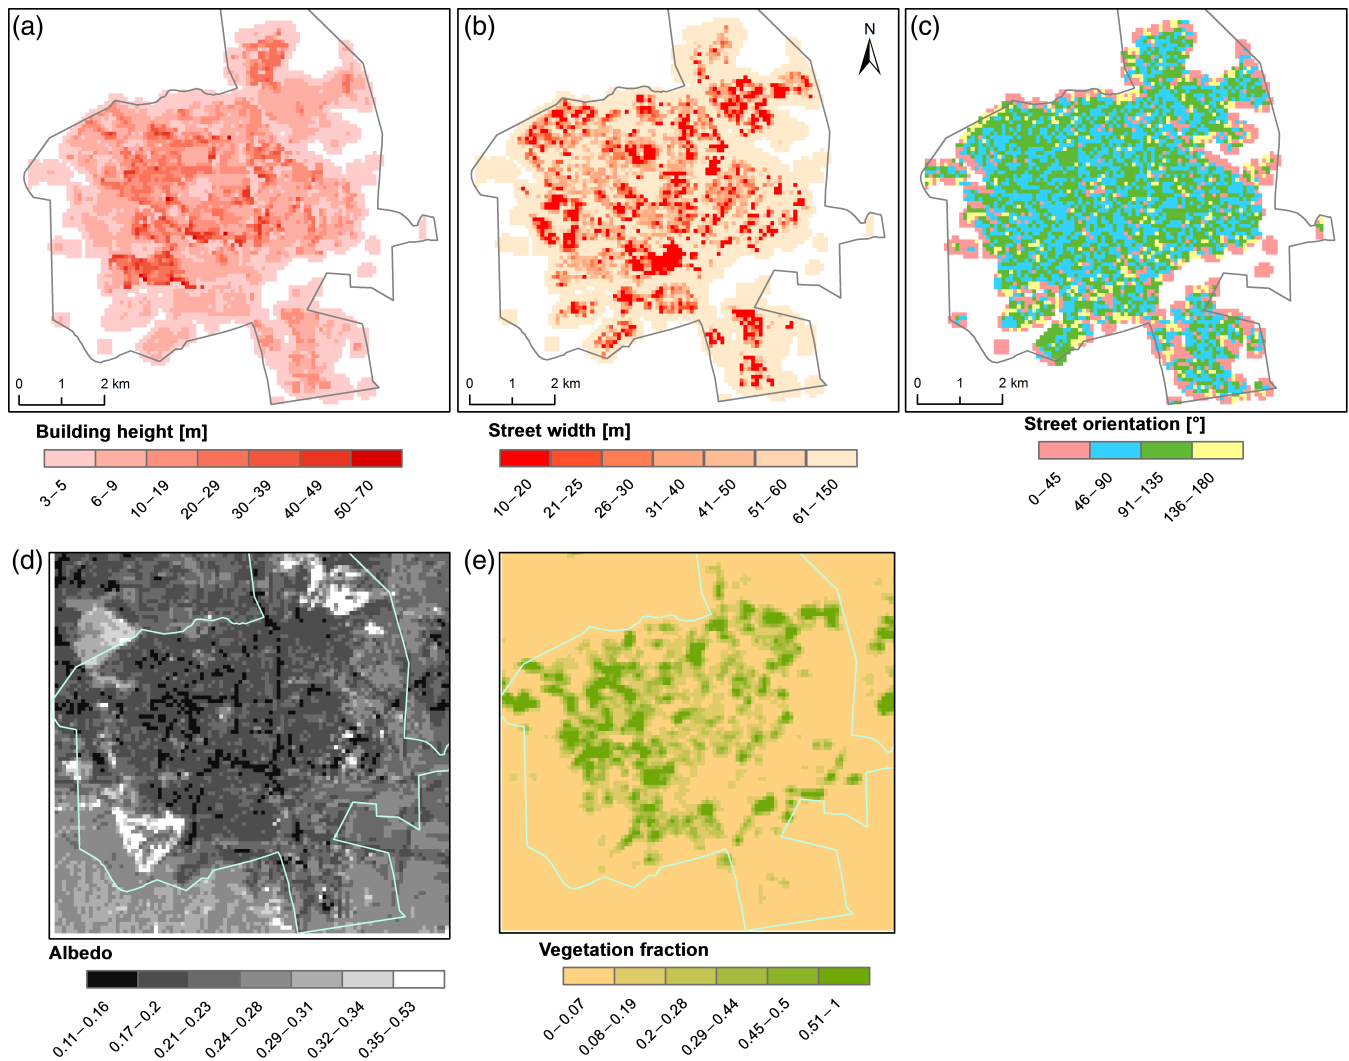 (a)
(b)
N
(c)
0 1 2 km
0 1 2 km
0 1 2 km
Building height [m]
3–5
6–9
10–19
20–29
30–39
40–49
50–70
Street width [m]
10–20
21–25
26–30
31–40
41–50
51–60
61–150
Street orientation [°]
0–45
46–90
91–135
136–180
(d)
(e)
Albedo
0.11–0.16
0.17–0.2
0.21–0.23
0.24–0.28
0.29–0.31
0.32–0.34
0.35–0.53
Vegetation fraction
0–0.07
0.08–0.19
0.2–0.28
0.29–0.44
0.45–0.5
0.51–1